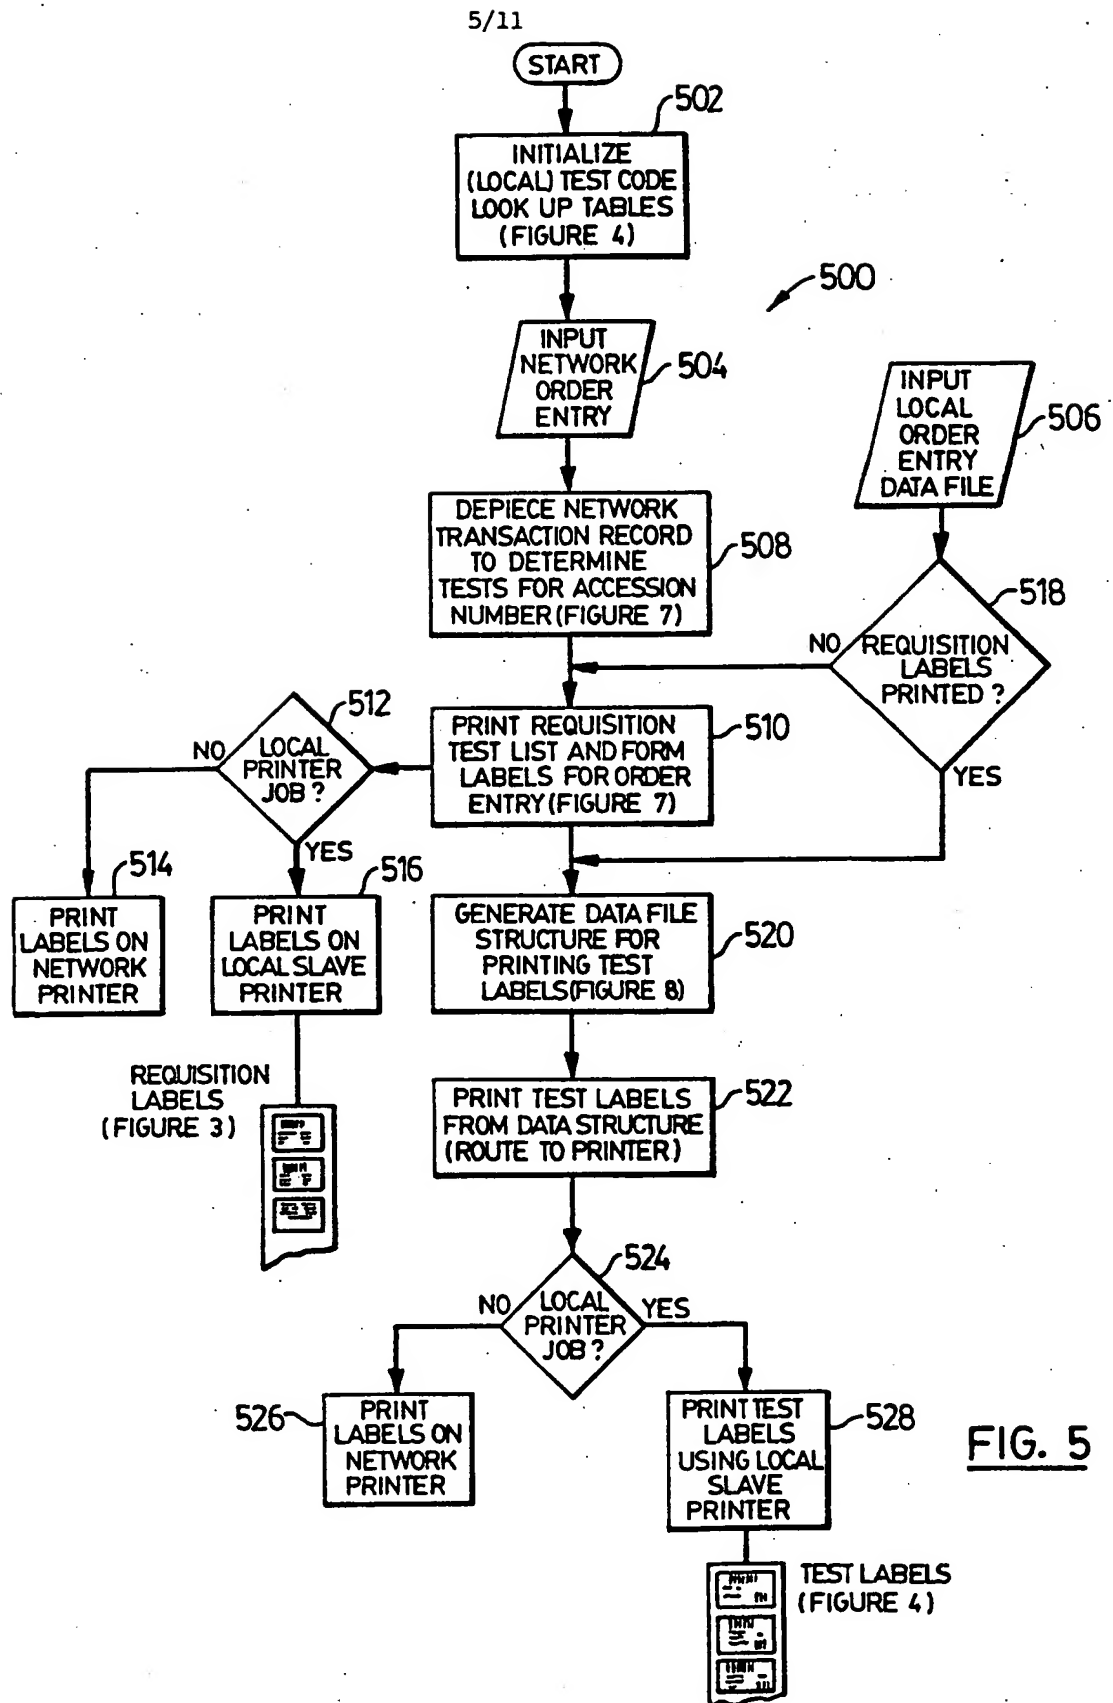 5/11
START
502
INITIALIZE
(LOCAL) TEST CODE
LOOK UP TABLES
(FIGURE 4)
500
INPUT
NETWORK
ORDER
ENTRY
504
INPUT
LOCAL
ORDER
ENTRY
DATA FILE
506
DEPIECE NETWORK
TRANSACTION RECORD
TO DETERMINE
TESTS FOR ACCESSION
NUMBER (FIGURE 7)
508
518
NO
REQUISITION
LABELS
PRINTED ?
YES
PRINT REQUISITION
TEST LIST AND FORM
LABELS FOR ORDER
ENTRY (FIGURE 7)
510
512
NO
LOCAL
PRINTER
JOB ?
YES
514
PRINT
LABELS ON
NETWORK
PRINTER
516
PRINT
LABELS ON
LOCAL SLAVE
PRINTER
GENERATE DATA FILE
STRUCTURE FOR
PRINTING TEST
LABELS (FIGURE 8)
520
REQUISITION
LABELS
(FIGURE 3)
PRINT TEST LABELS
FROM DATA STRUCTURE
(ROUTE TO PRINTER)
522
524
NO
LOCAL
PRINTER
JOB ?
YES
526
PRINT
LABELS ON
NETWORK
PRINTER
PRINT TEST
LABELS
USING LOCAL
SLAVE
PRINTER
528
FIG. 5
TEST LABELS
(FIGURE 4)